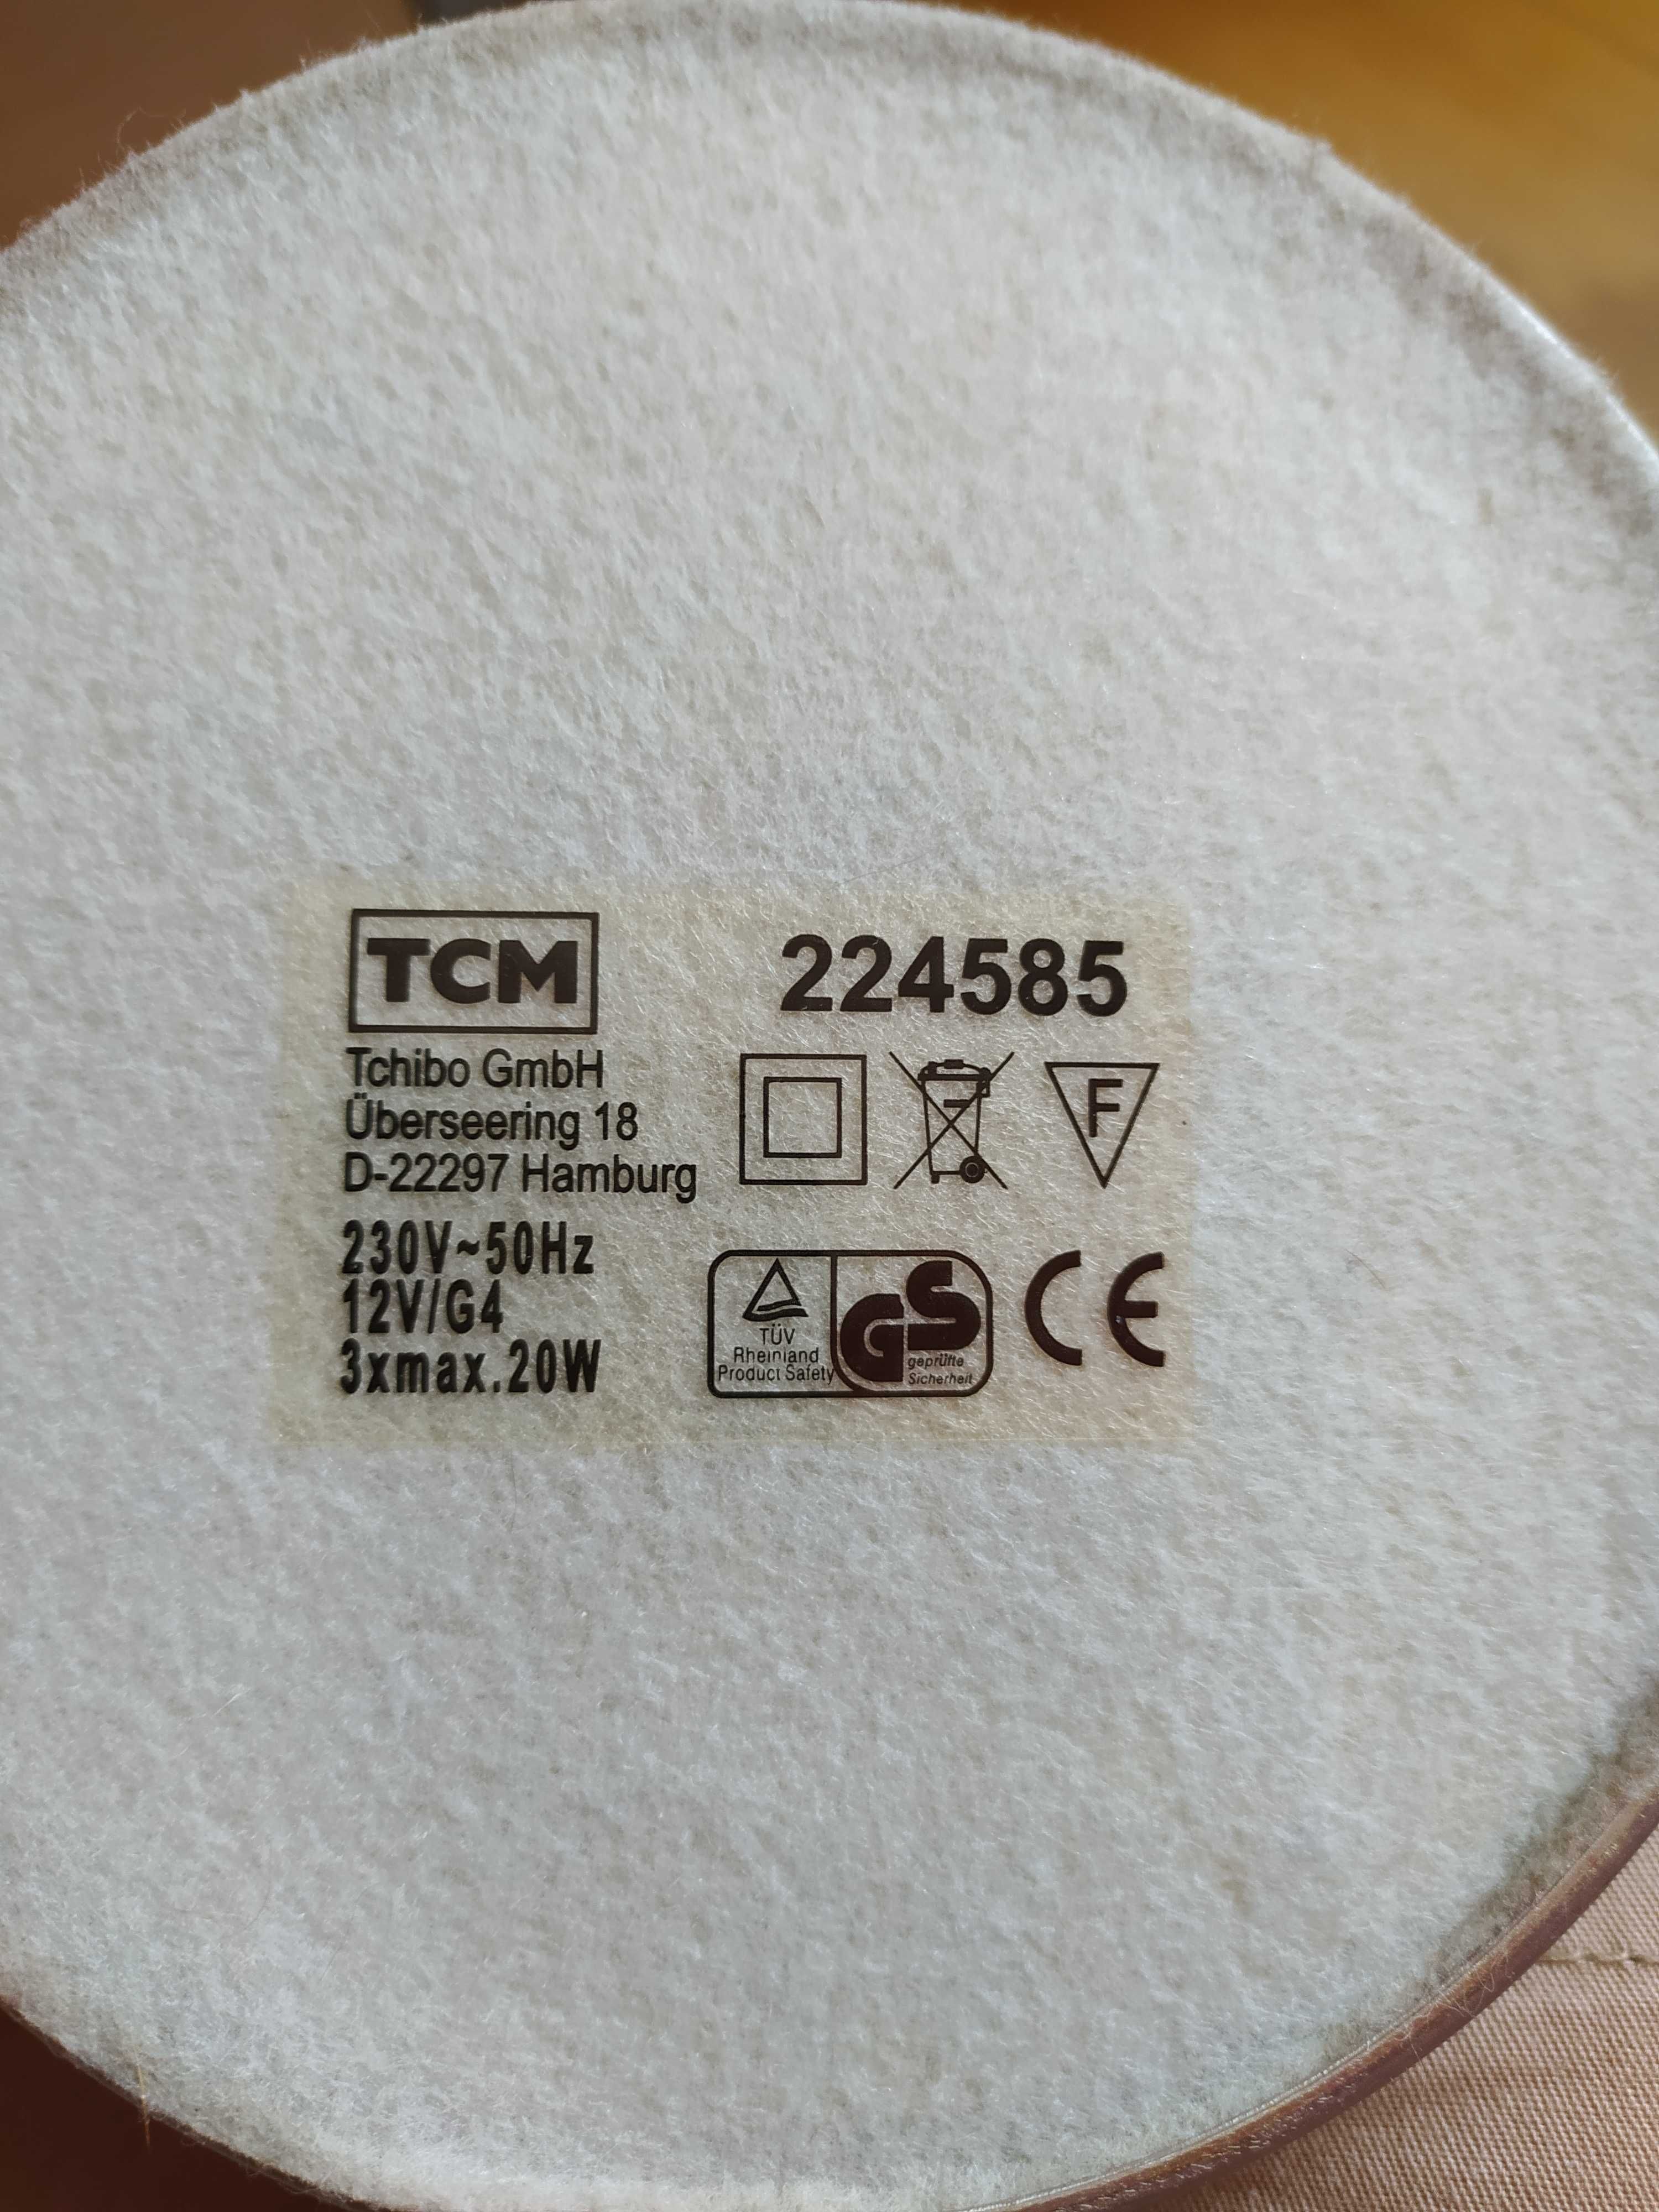 TCM
224585
Tchibo GmbH
Überseering 18
D-22297 Hamburg
F
230V~50Hz
12V/G4
3xmax.20W
TÜV
Rheinland
Product Safety
GS
geprüfte
Sicherheit
CE